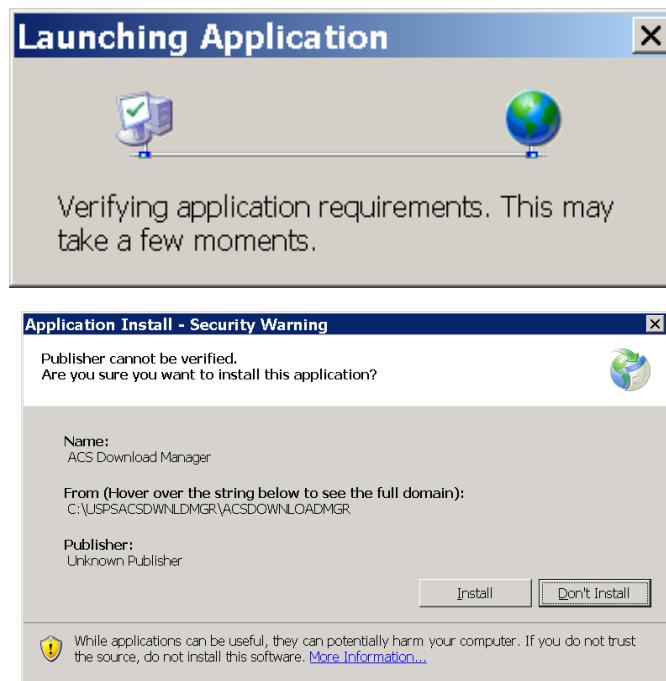 Launching Application
Verifying application requirements. This may
take a few moments.
Application Install - Security Warning
Publisher cannot be verified.
Are you sure you want to install this application?
Name:
ACS Download Manager
From (Hover over the string below to see the full domain):
C:\USPSACSDWNLDMGR\ACSDOWNLOADMGR
Publisher:
Unknown Publisher
Install
Don't Install
While applications can be useful, they can potentially harm your computer. If you do not trust
the source, do not install this software. More Information...